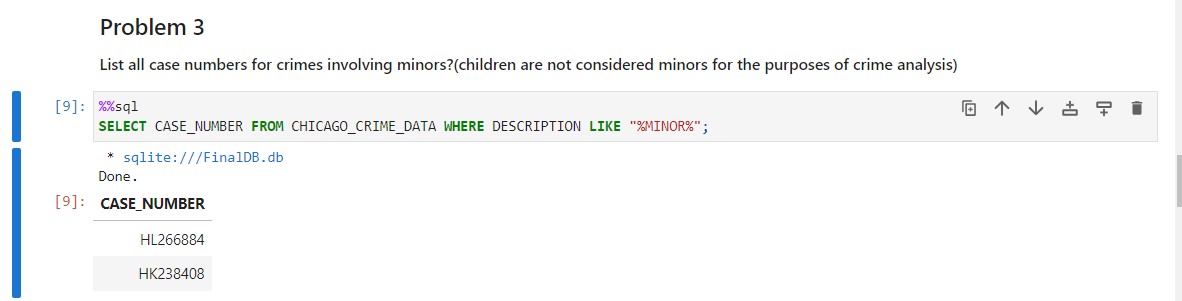 Problem 3
List all case numbers for crimes involving minors?(children are not considered minors for the purposes of crime analysis)
[9]: %%sql
SELECT CASE_NUMBER FROM CHICAGO_CRIME_DATA WHERE DESCRIPTION LIKE "%MINOR%";
* sqlite:///FinalDB.db
Done.
[9]: CASE_NUMBER
HL266884
HK238408